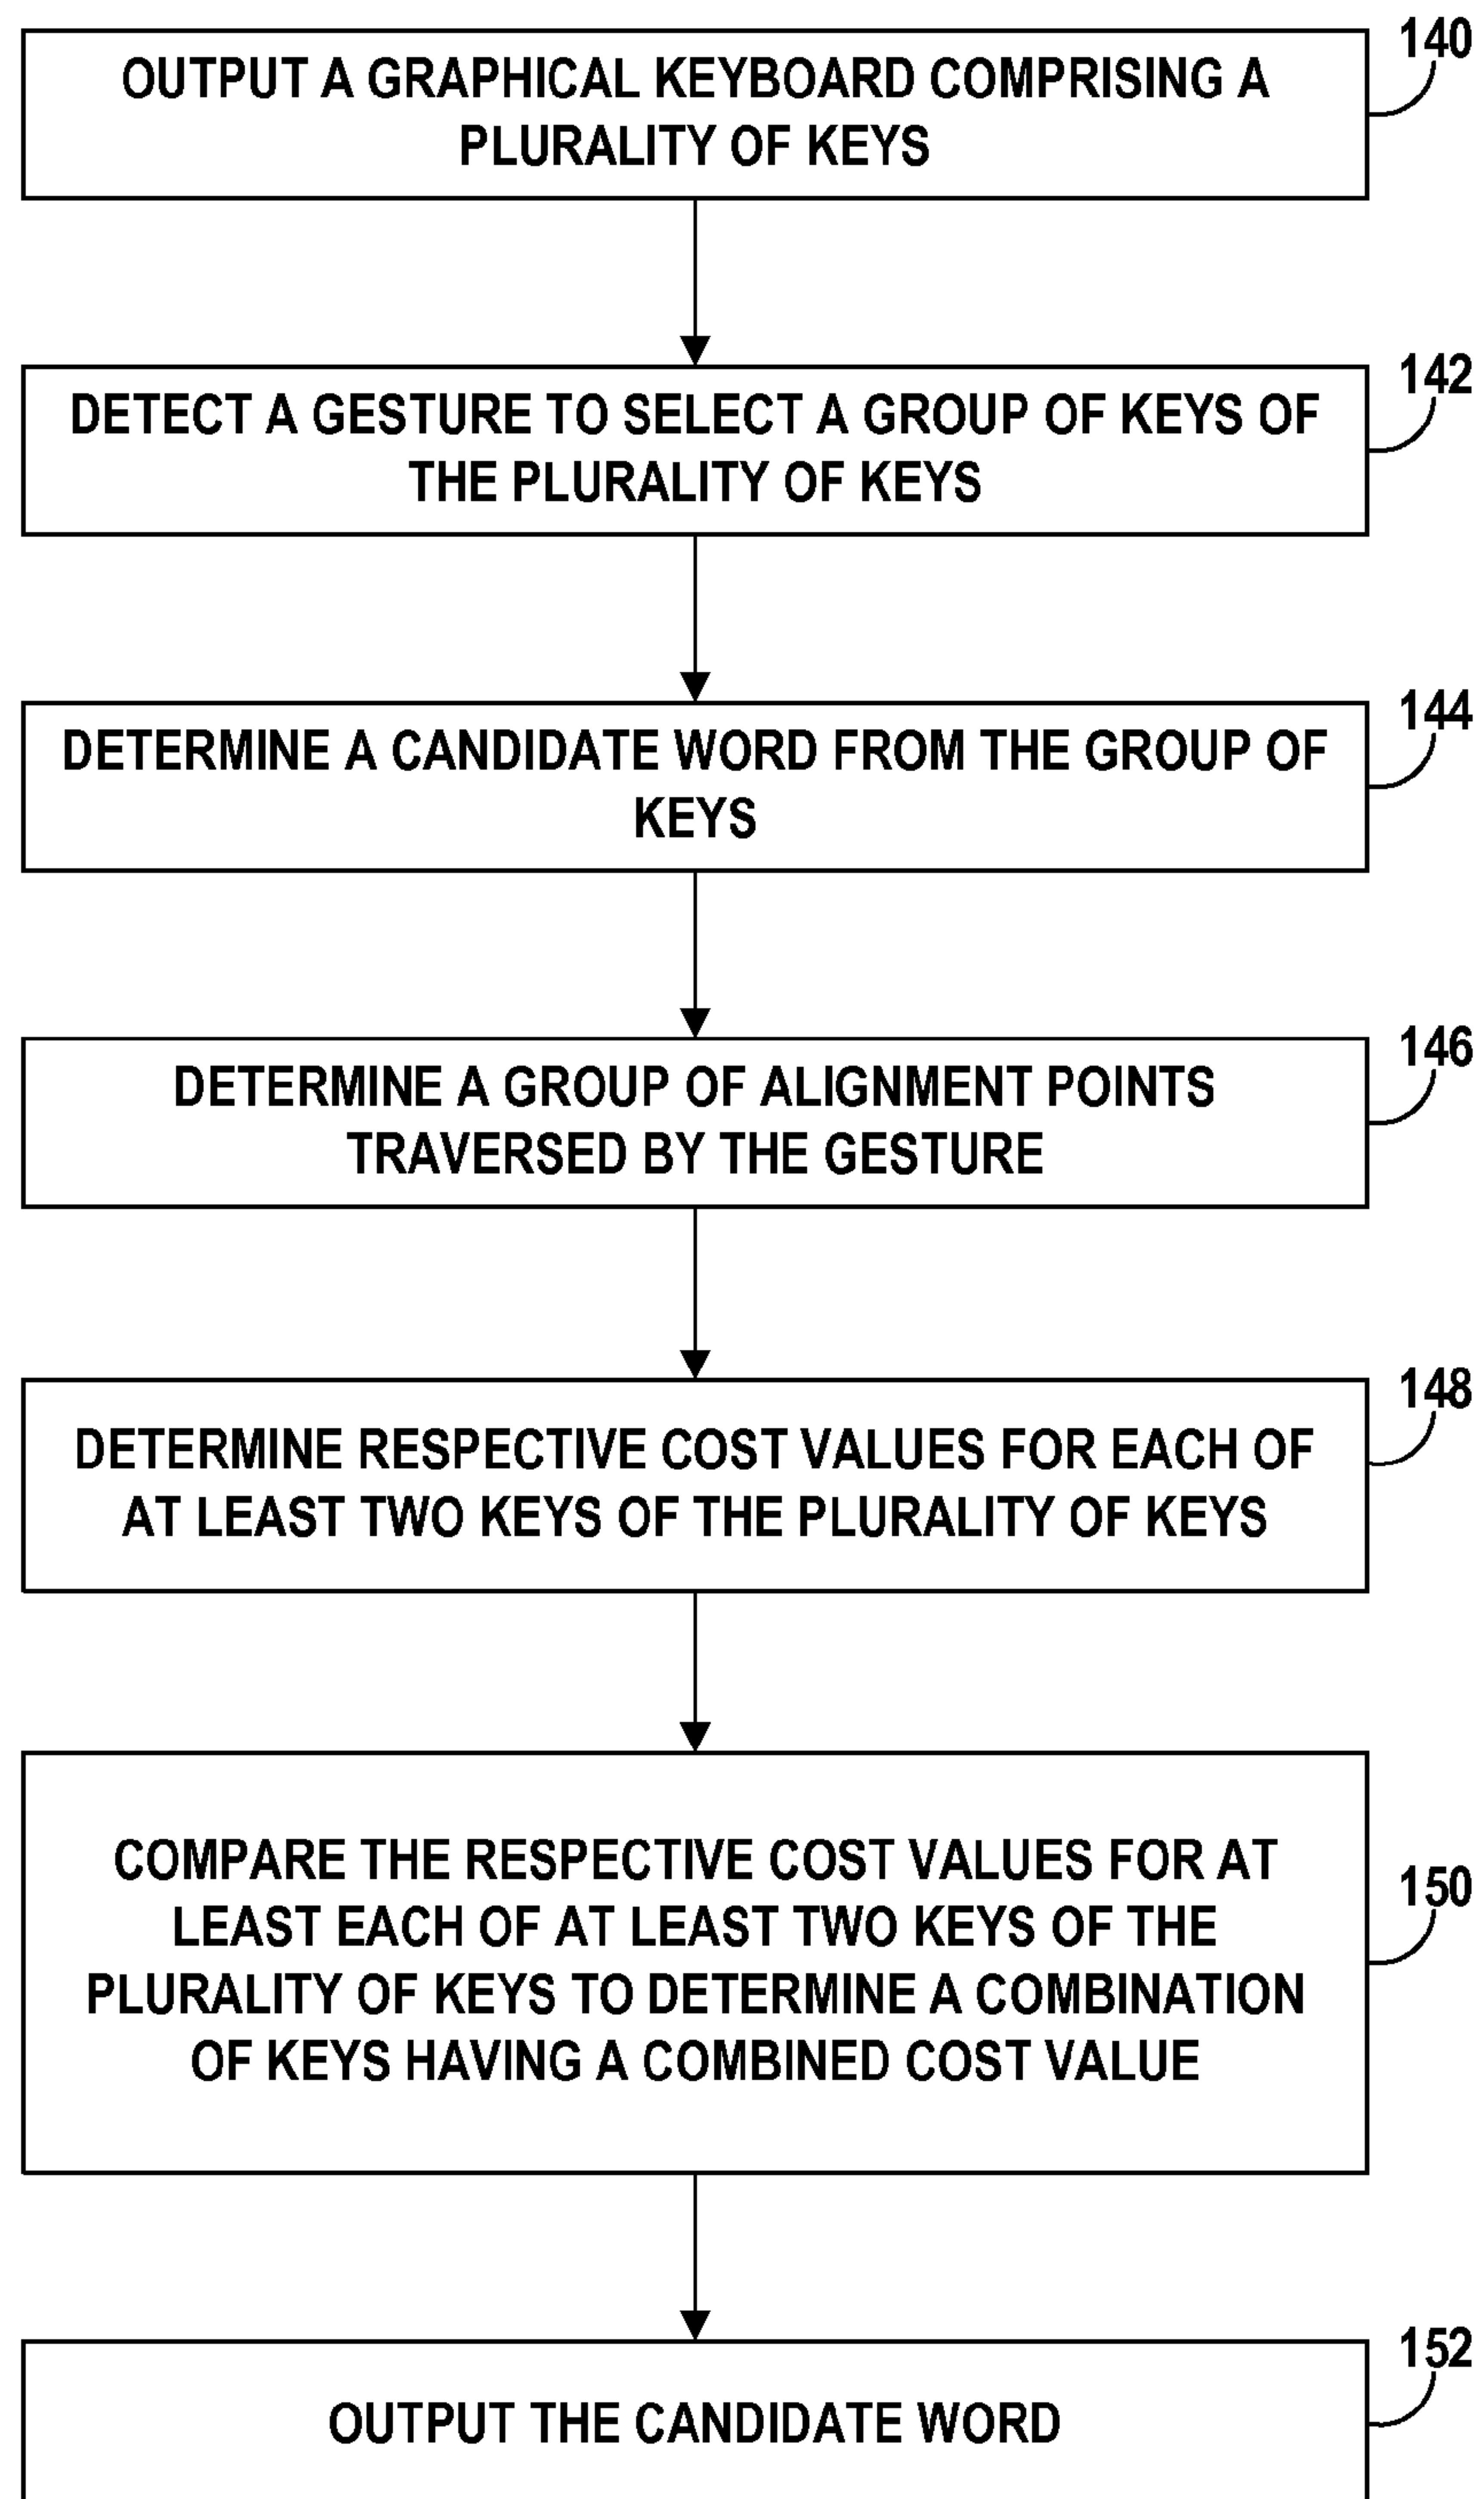 140
OUTPUT A GRAPHICAL KEYBOARD COMPRISING A
PLURALITY OF KEYS
142
DETECT A GESTURE TO SELECT A GROUP OF KEYS OF
THE PLURALITY OF KEYS
144
DETERMINE A CANDIDATE WORD FROM THE GROUP OF
KEYS
146
DETERMINE A GROUP OF ALIGNMENT POINTS
TRAVERSED BY THE GESTURE
148
DETERMINE RESPECTIVE COST VALUES FOR EACH OF
AT LEAST TWO KEYS OF THE PLURALITY OF KEYS
COMPARE THE RESPECTIVE COST VALUES FOR AT
150
LEAST EACH OF AT LEAST TWO KEYS OF THE
PLURALITY OF KEYS TO DETERMINE A COMBINATION
OF KEYS HAVING A COMBINED COST VALUE
152
OUTPUT THE CANDIDATE WORD